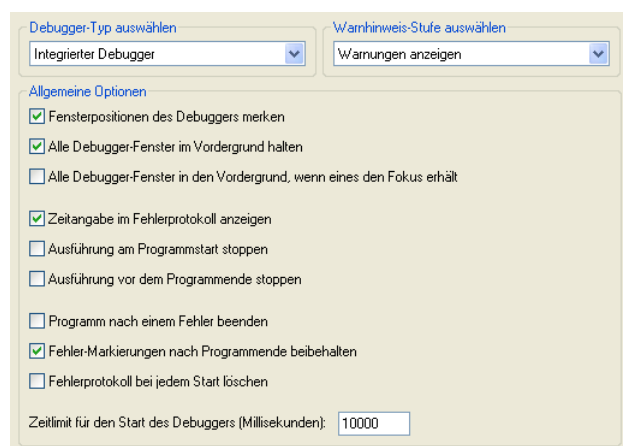 Debugger-Typ auswählen
Warnhinweis-Stufe auswählen
Integrierter Debugger
Warnungen anzeigen
Allgemeine Optionen
Fensterpositionen des Debuggers merken
Alle Debugger-Fenster im Vordergrund halten
Alle Debugger-Fenster in den Vordergrund, wenn eines den Fokus erhält
Zeitangabe im Fehlerprotokoll anzeigen
Ausführung am Programmstart stoppen
Ausführung vor dem Programmende stoppen
Programm nach einem Fehler beenden
Fehler-Markierungen nach Programmende beibehalten
Fehlerprotokoll bei jedem Start löschen
Zeitlimit für den Start des Debuggers (Millisekunden): 10000